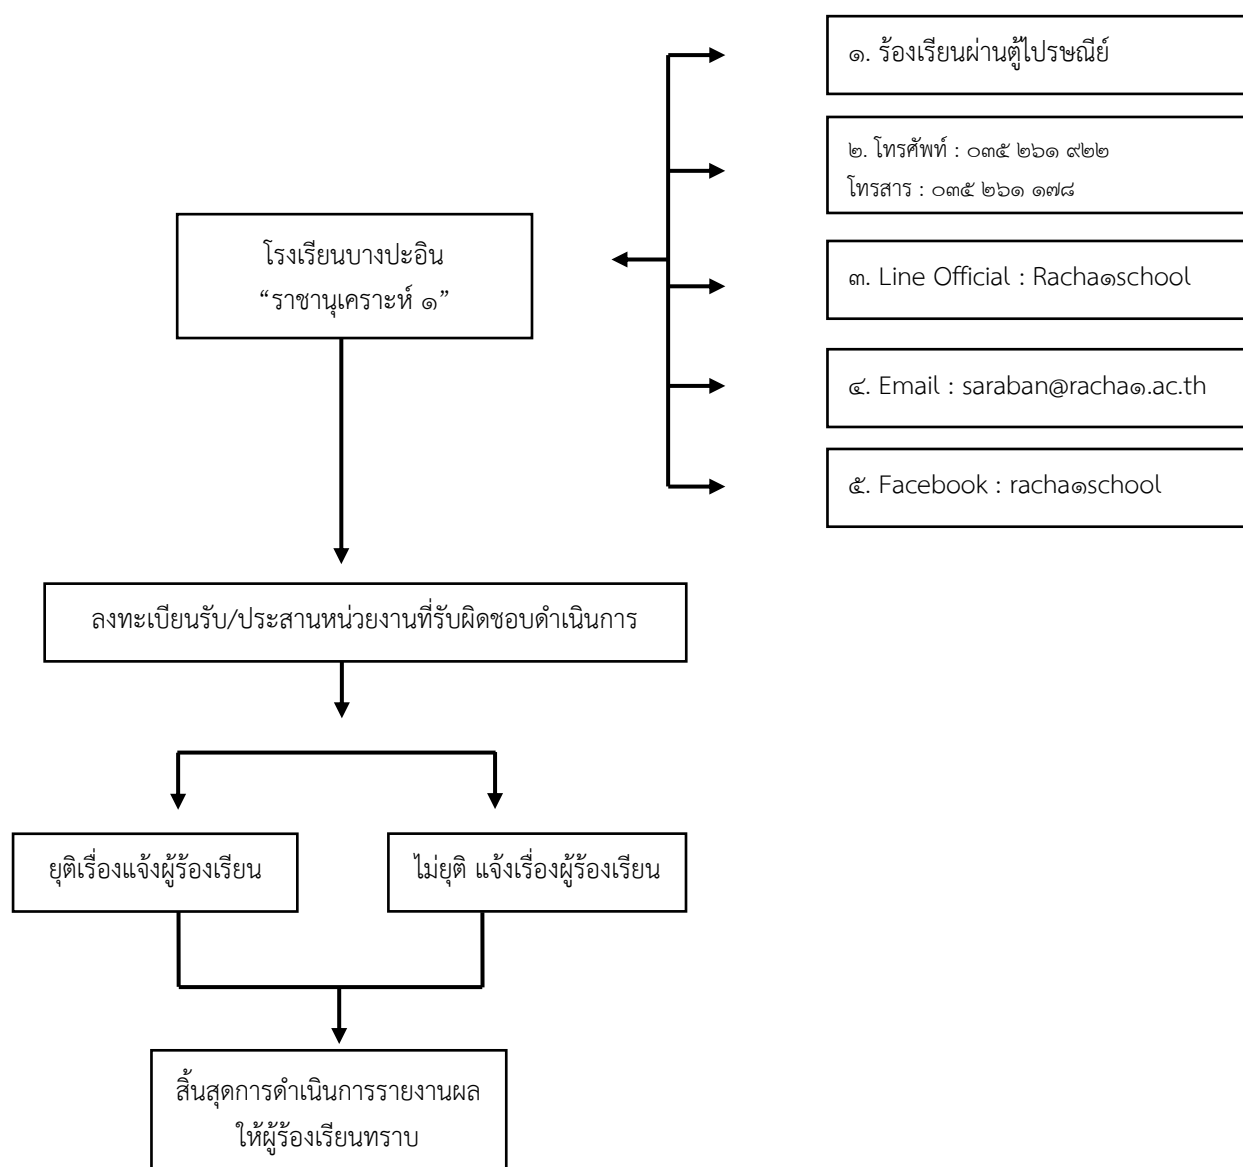 ๑. ร้องเรียนผ่านตู้ไปรษณีย์
๒. โทรศัพท์ : ๐๓๕ ๒๖๑ ๙๒๒
โทรสาร : ๐๓๕ ๒๖๑ ๑๗๘
โรงเรียนบางปะอิน
“ราชานุเคราะห์ ๑”
๓. Line Official : Racha๑school
๔. Email : saraban@racha๑.ac.th
๕. Facebook : racha๑school
ลงทะเบียนรับ/ประสานหน่วยงานที่รับผิดชอบดำเนินการ
ยุติเรื่องแจ้งผู้ร้องเรียน
ไม่ยุติ แจ้งเรื่องผู้ร้องเรียน
สิ้นสุดการดำเนินการรายงานผล
ให้ผู้ร้องเรียนทราบ